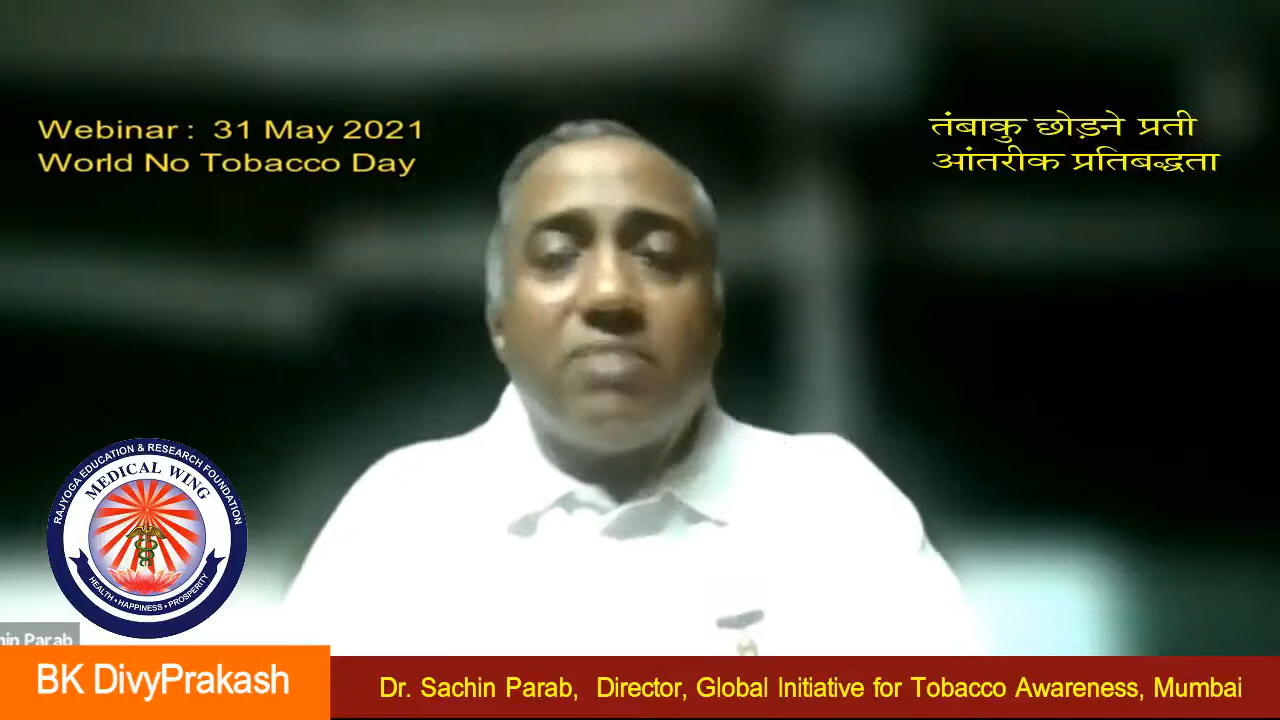 Webinar : 31 May 2021
World No Tobacco Day
तंबाकु छोड़ने प्रती
आंतरीक प्रतिबद्धता
RAJYOGA EDUCATION & RESEARCH FOUNDATION
MEDICAL WING
HEALTH • HAPPINESS • PROSPERITY
Parab
BK DivyPrakash
Dr. Sachin Parab, Director, Global Initiative for Tobacco Awareness, Mumbai